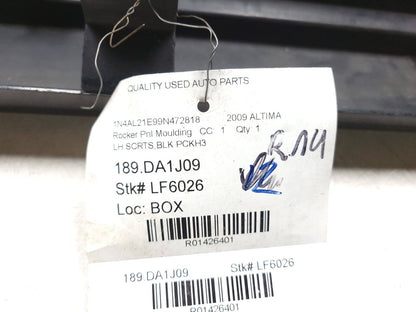 QUALITY USED AUTO PARTS
1N4AL21E99N472818 2009 ALTIMA
Rocker Pnl Moulding CC: 1 Qty 1
LH.SCRTS,BLK PCKH3
189.DA1J09
Stk# LF6026
Loc: BOX
R01426401
189.DA1J09 Stk# LF6026
R01426401